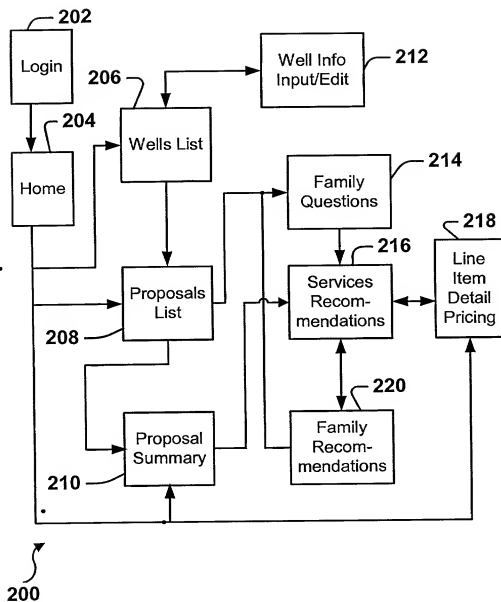 202
Login
204
Home
206
Wells List
Well Info
Input/Edit
212
Family
Questions
214
Proposals
List
208
216
Services
Recom-
mendations
218
Line
Item
Detail
Pricing
Proposal
Summary
210
220
Family
Recom-
mendations
200